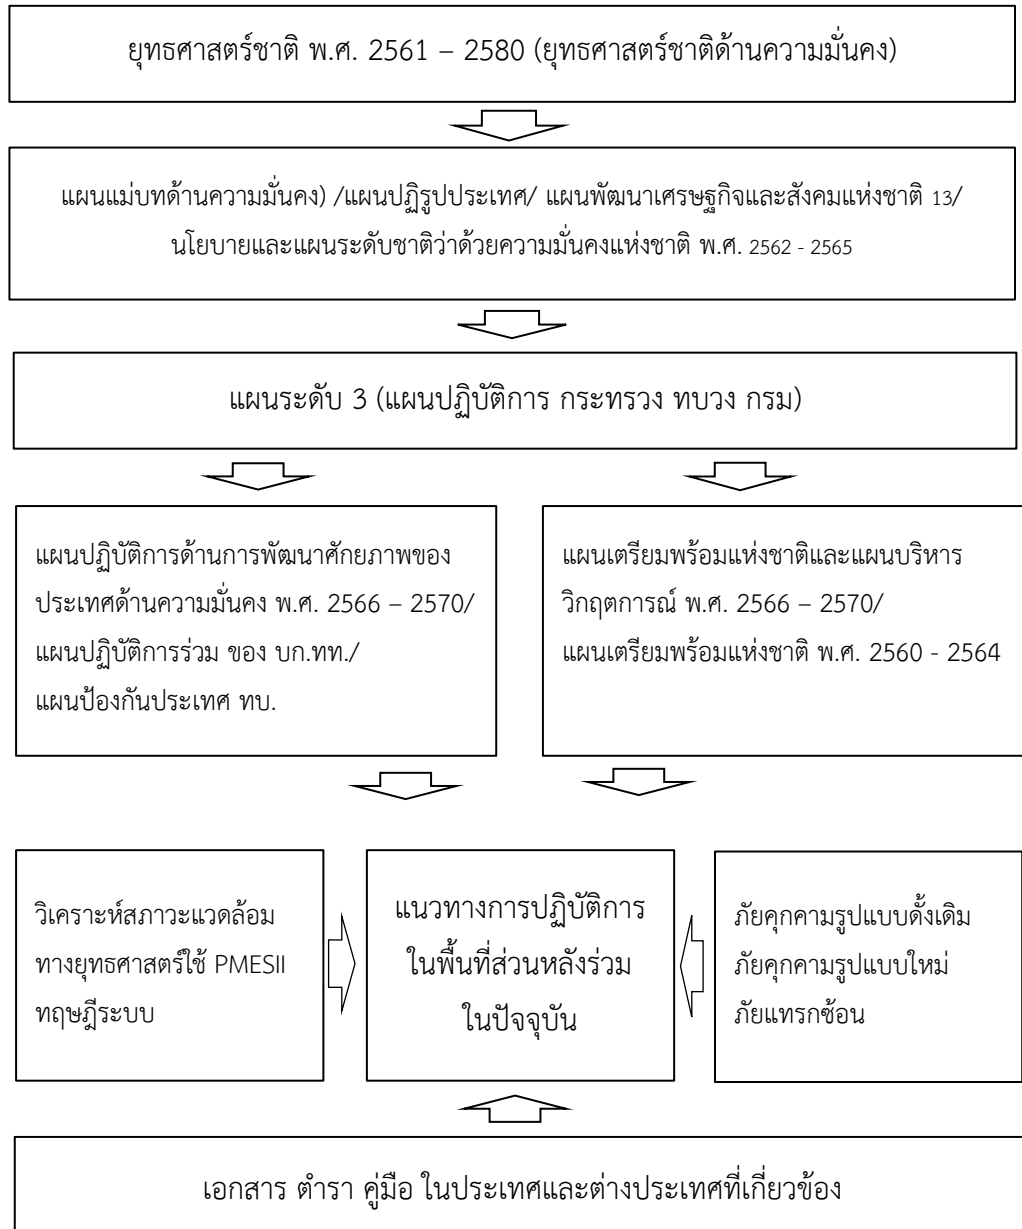 ยุทธศาสตร์ชาติ พ.ศ. 2561 – 2580 (ยุทธศาสตร์ชาติด้านความมั่นคง)
แผนแม่บทด้านความมั่นคง) /แผนปฏิรูปประเทศ/ แผนพัฒนาเศรษฐกิจและสังคมแห่งชาติ 13/
นโยบายและแผนระดับชาติว่าด้วยความมั่นคงแห่งชาติ พ.ศ. 2562 - 2565
แผนระดับ 3 (แผนปฏิบัติการ กระทรวง ทบวง กรม)
แผนปฏิบัติการด้านการพัฒนาศักยภาพของ
ประเทศด้านความมั่นคง พ.ศ. 2566 – 2570/
แผนปฏิบัติการร่วม ของ บก.ทท./
แผนป้องกันประเทศ ทบ.
แผนเตรียมพร้อมแห่งชาติและแผนบริหาร
วิกฤตการณ์ พ.ศ. 2566 – 2570/
แผนเตรียมพร้อมแห่งชาติ พ.ศ. 2560 - 2564
วิเคราะห์สภาวะแวดล้อม
ทางยุทธศาสตร์ใช้ PMESII
ทฤษฎีระบบ
แนวทางการปฏิบัติการ
ในพื้นที่ส่วนหลังร่วม
ในปัจจุบัน
ภัยคุกคามรูปแบบดั้งเดิม
ภัยคุกคามรูปแบบใหม่
ภัยแทรกซ้อน
เอกสาร ตำรา คู่มือ ในประเทศและต่างประเทศที่เกี่ยวข้อง